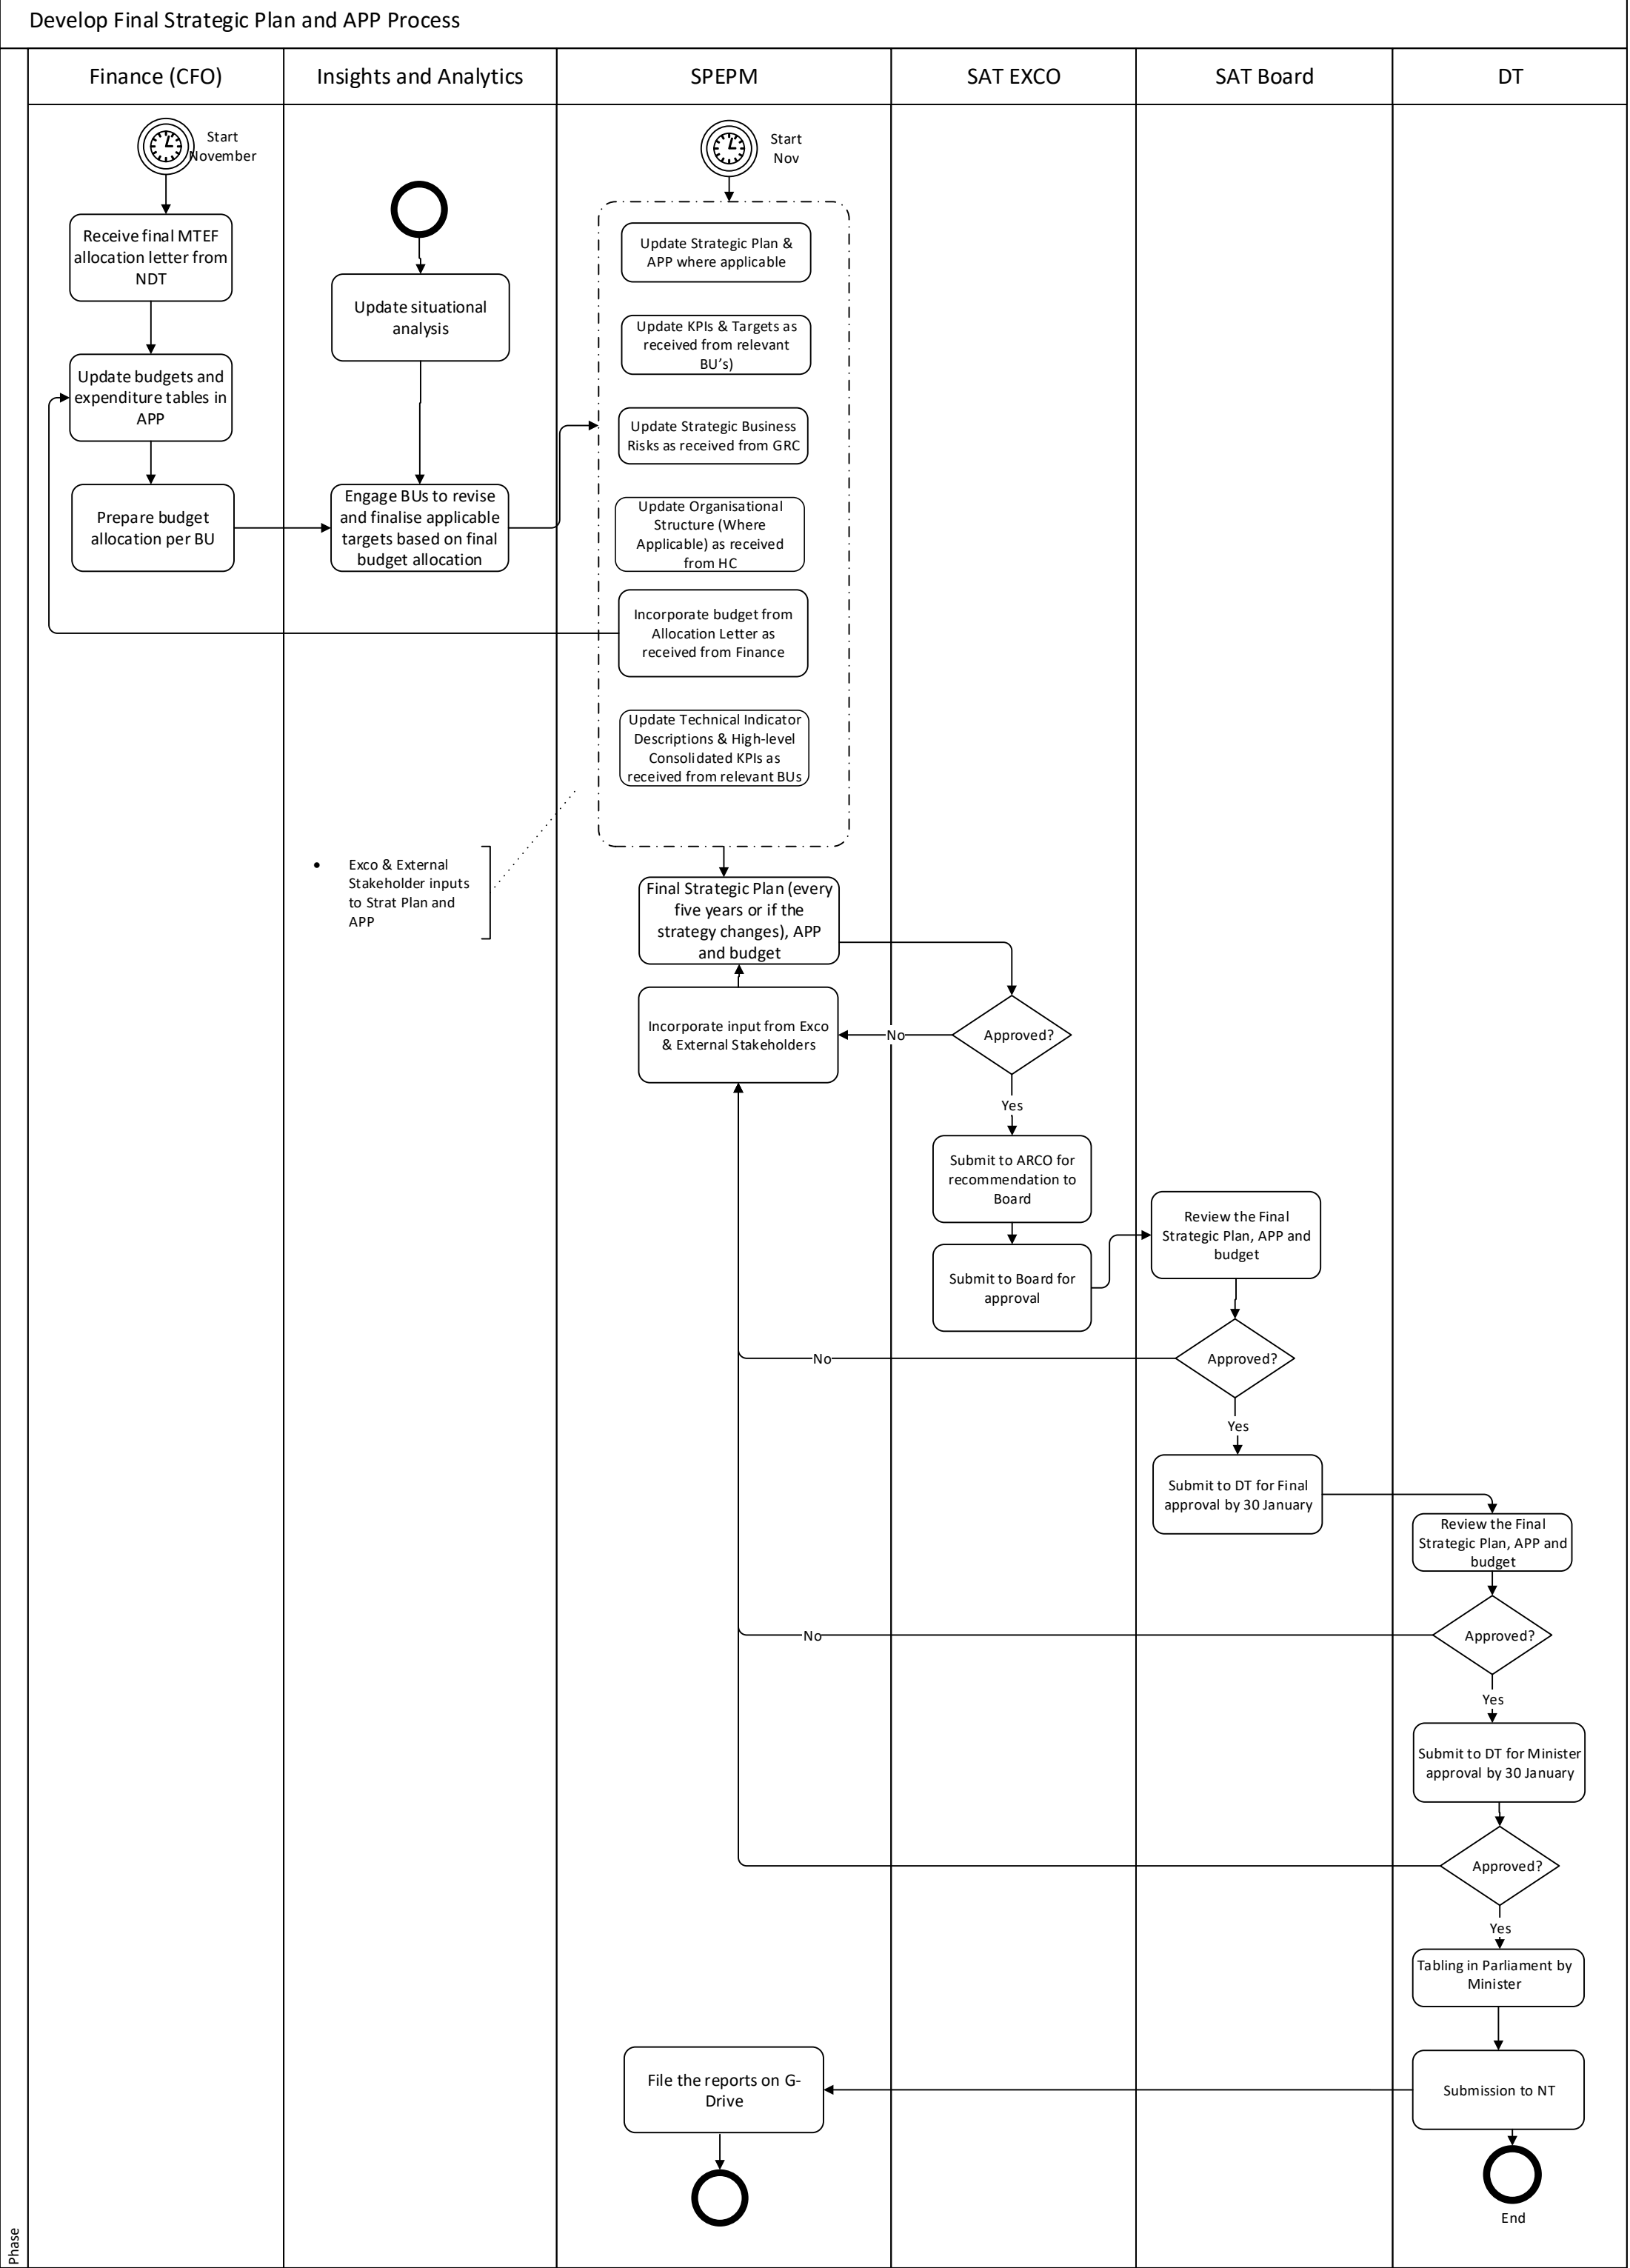 Develop Final Strategic Plan and APP Process
Finance (CFO)
Insights and Analytics
SPEPM
SAT EXCO
SAT Board
DT
Start
November
Receive final MTEF
allocation letter from
NDT
Update budgets and
expenditure tables in
APP
Prepare budget
allocation per BU
Update situational
analysis
Engage BUs to revise
and finalise applicable
targets based on final
budget allocation
Start
Nov
Update Strategic Plan &
APP where applicable
Update KPIs & Targets as
received from relevant
BU's)
Update Strategic Business
Risks as received from GRC
Update Organisational
Structure (Where
Applicable) as received
from HC
Incorporate budget from
Allocation Letter as
received from Finance
Update Technical Indicator
Descriptions & High-level
Consolidated KPIs as
received from relevant BUs
• Exco & External
Stakeholder inputs
to Strat Plan and
APP
Final Strategic Plan (every
five years or if the
strategy changes), APP
and budget
Incorporate input from Exco
& External Stakeholders
No
Approved?
Yes
Submit to ARCO for
recommendation to
Board
Submit to Board for
approval
Review the Final
Strategic Plan, APP and
budget
Approved?
No
Yes
Submit to DT for Final
approval by 30 January
Review the Final
Strategic Plan, APP and
budget
Approved?
No
Yes
Submit to DT for Minister
approval by 30 January
Approved?
Yes
Tabling in Parliament by
Minister
Submission to NT
File the reports on G-
Drive
End
Phase